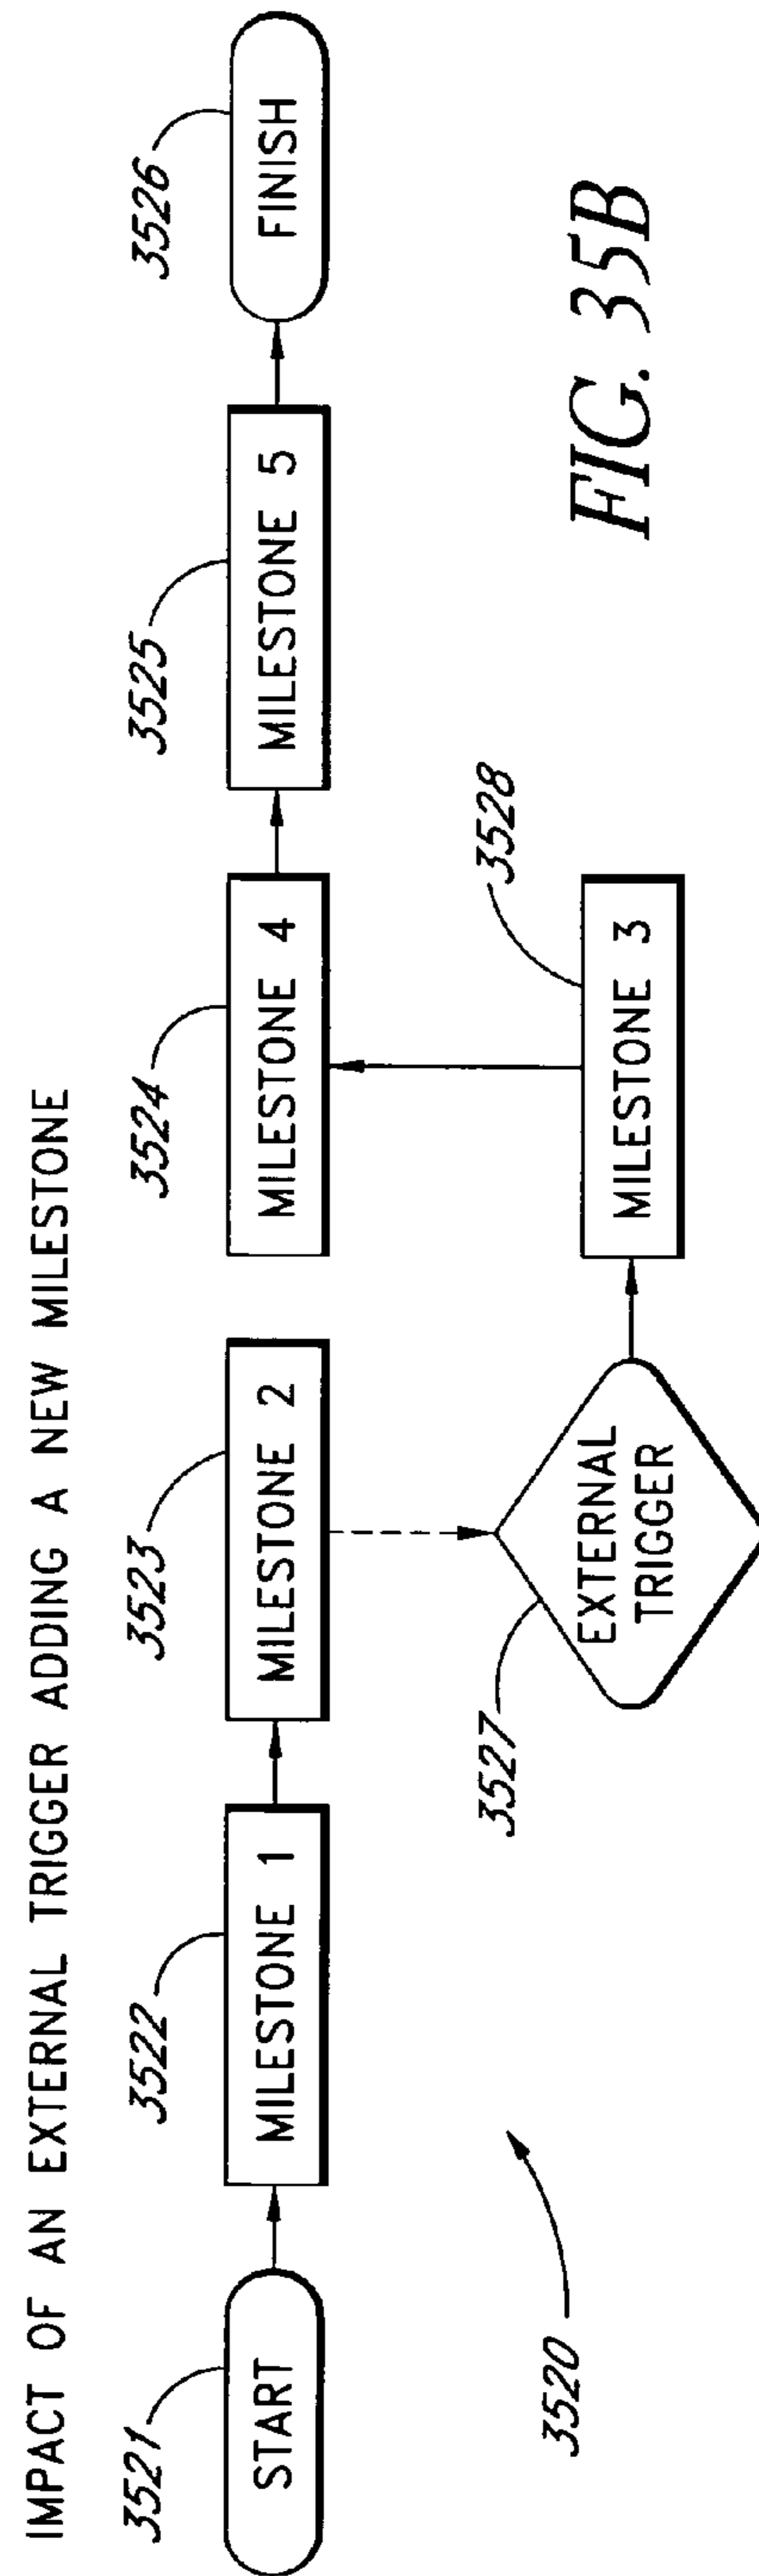 IMPACT OF AN EXTERNAL TRIGGER ADDING A NEW MILESTONE
3521
3522
3523
3524
3525
3526
START
MILESTONE 1
MILESTONE 2
MILESTONE 4
MILESTONE 5
FINISH
3520
3527
EXTERNAL
TRIGGER
3528
MILESTONE 3
FIG. 35B